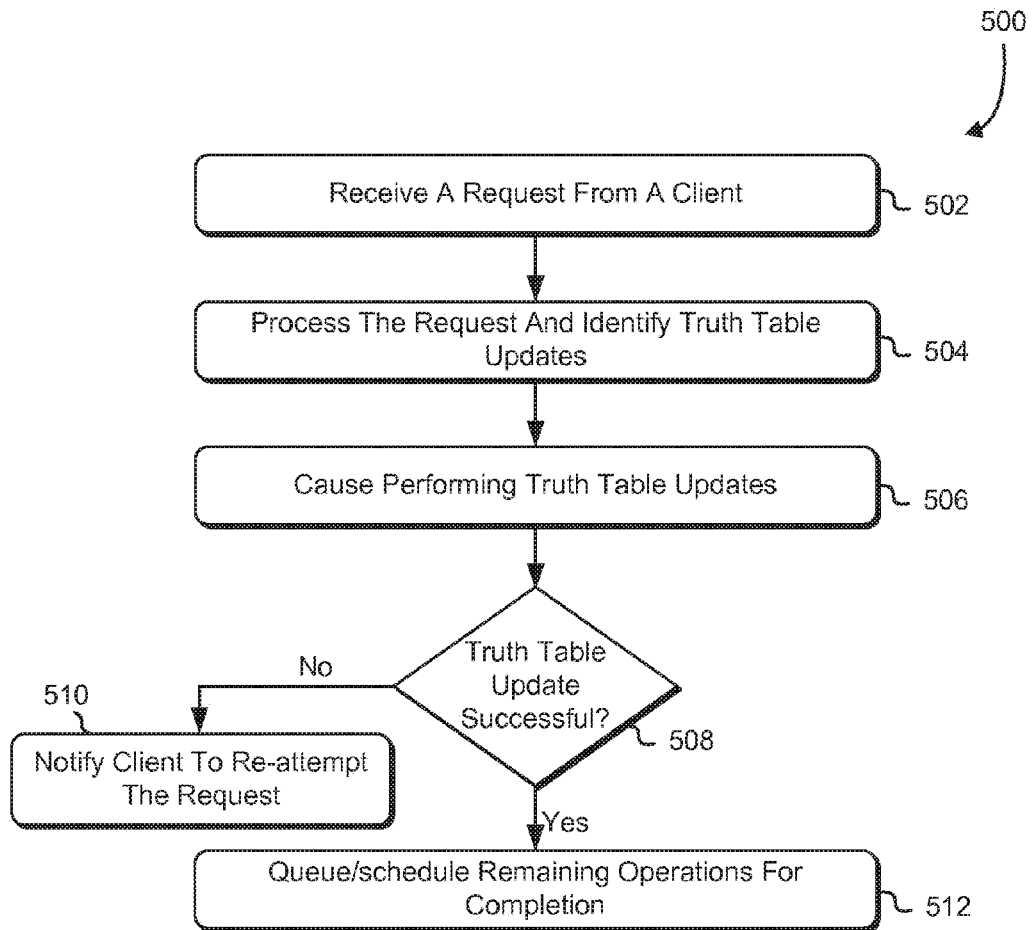 500
Receive A Request From A Client
502
Process The Request And Identify Truth Table
Updates
504
Cause Performing Truth Table Updates
506
Truth Table
Update
Successful?
508
No
510
Notify Client To Re-attempt
The Request
Yes
Queue/schedule Remaining Operations For
Completion
512